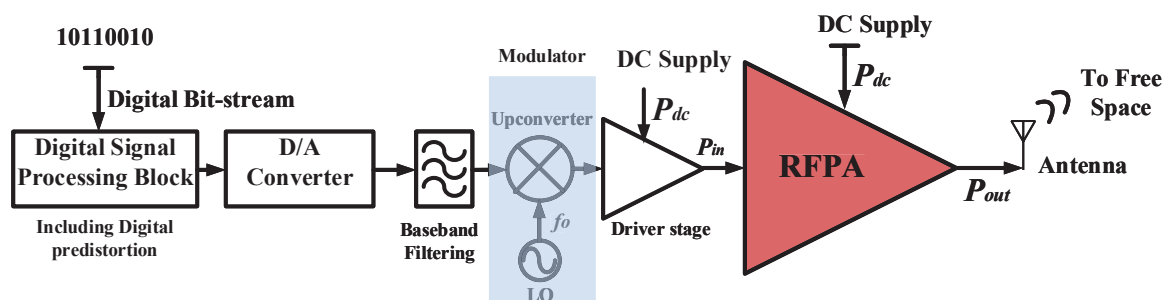 10110010
Digital Bit-stream
Digital Signal
Processing Block
Including Digital
predistortion
D/A
Converter
Baseband
Filtering
Modulator
Upconverter
fo
LO
DC Supply
Pdc
Driver stage
Pin
DC Supply
Pdc
RFPA
Pout
To Free
Space
Antenna